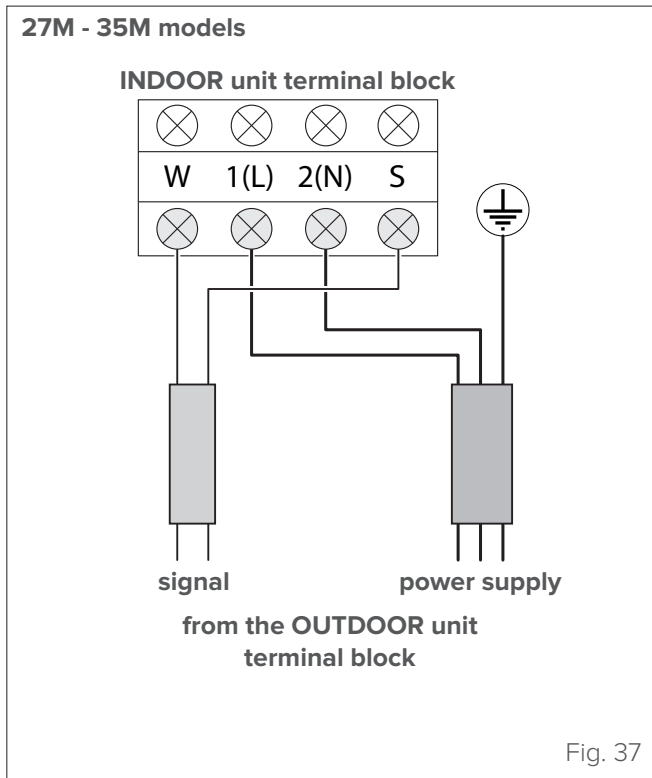 27M - 35M models
INDOOR unit terminal block
W 1(L) 2(N) S
signal power supply
from the OUTDOOR unit
terminal block
Fig. 37